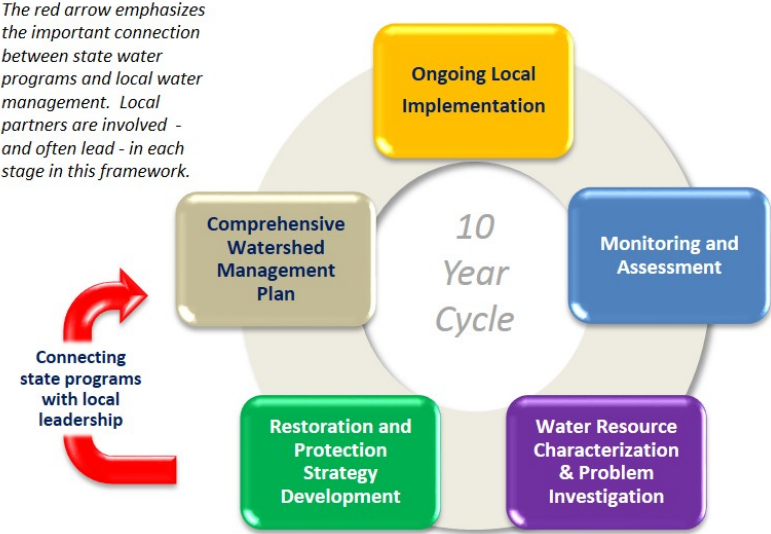 The red arrow emphasizes
the important connection
between state water
programs and local water
management.  Local
partners are involved  -
and often lead - in each
stage in this framework.
Ongoing Local
Implementation
Monitoring and
Assessment
Water Resource
Characterization
& Problem
Investigation
Restoration and
Protection
Strategy
Development
Comprehensive
Watershed
Management
Plan
10
Year
Cycle
Connecting
state programs
with local
leadership